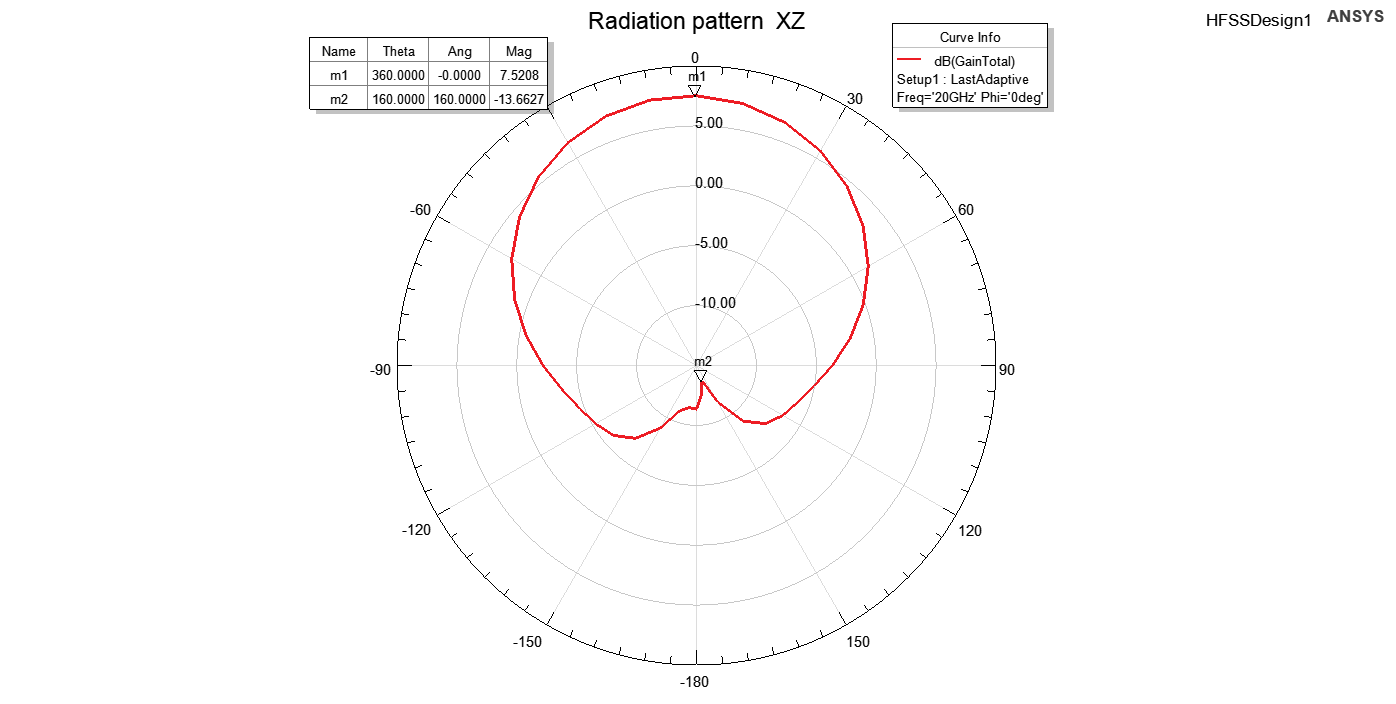 Radiation pattern XZ
HFSSDesign1
ANSYS
Name Theta Ang Mag
m1 360.0000 -0.0000 7.5208
m2 160.0000 160.0000 -13.6627
Curve Info
dB(GainTotal)
Setup1 : LastAdaptive
Freq='20GHz' Phi='0deg'
0
m1
30
5.00
0.00
-60
60
-5.00
-10.00
m2
-90
90
-120
120
-150
150
-180